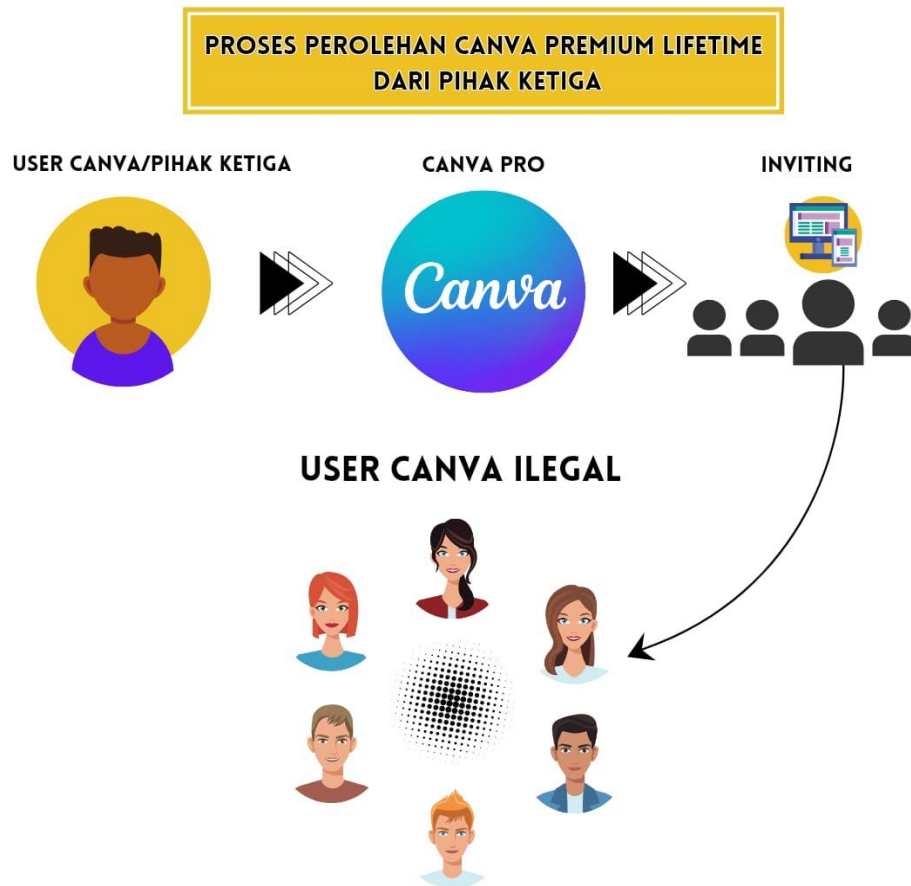 PROSES PEROLEHAN CANVA PREMIUM LIFETIME
DARI PIHAK KETIGA
USER CANVA/PIHAK KETIGA
CANVA PRO
INVITING
Canva
USER CANVA ILEGAL